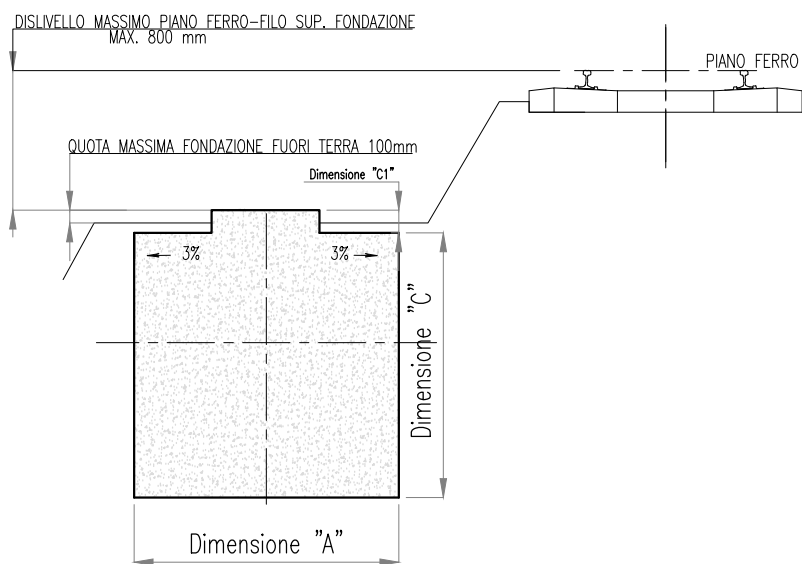 DISLIVELLO MASSIMO PIANO FERRO-FILO SUP. FONDAZIONE
MAX. 800 mm
PIANO FERRO
QUOTA MASSIMA FONDAZIONE FUORI TERRA 100mm
Dimensione "C1"
3%
3%
Dimensione "C"
Dimensione "A"